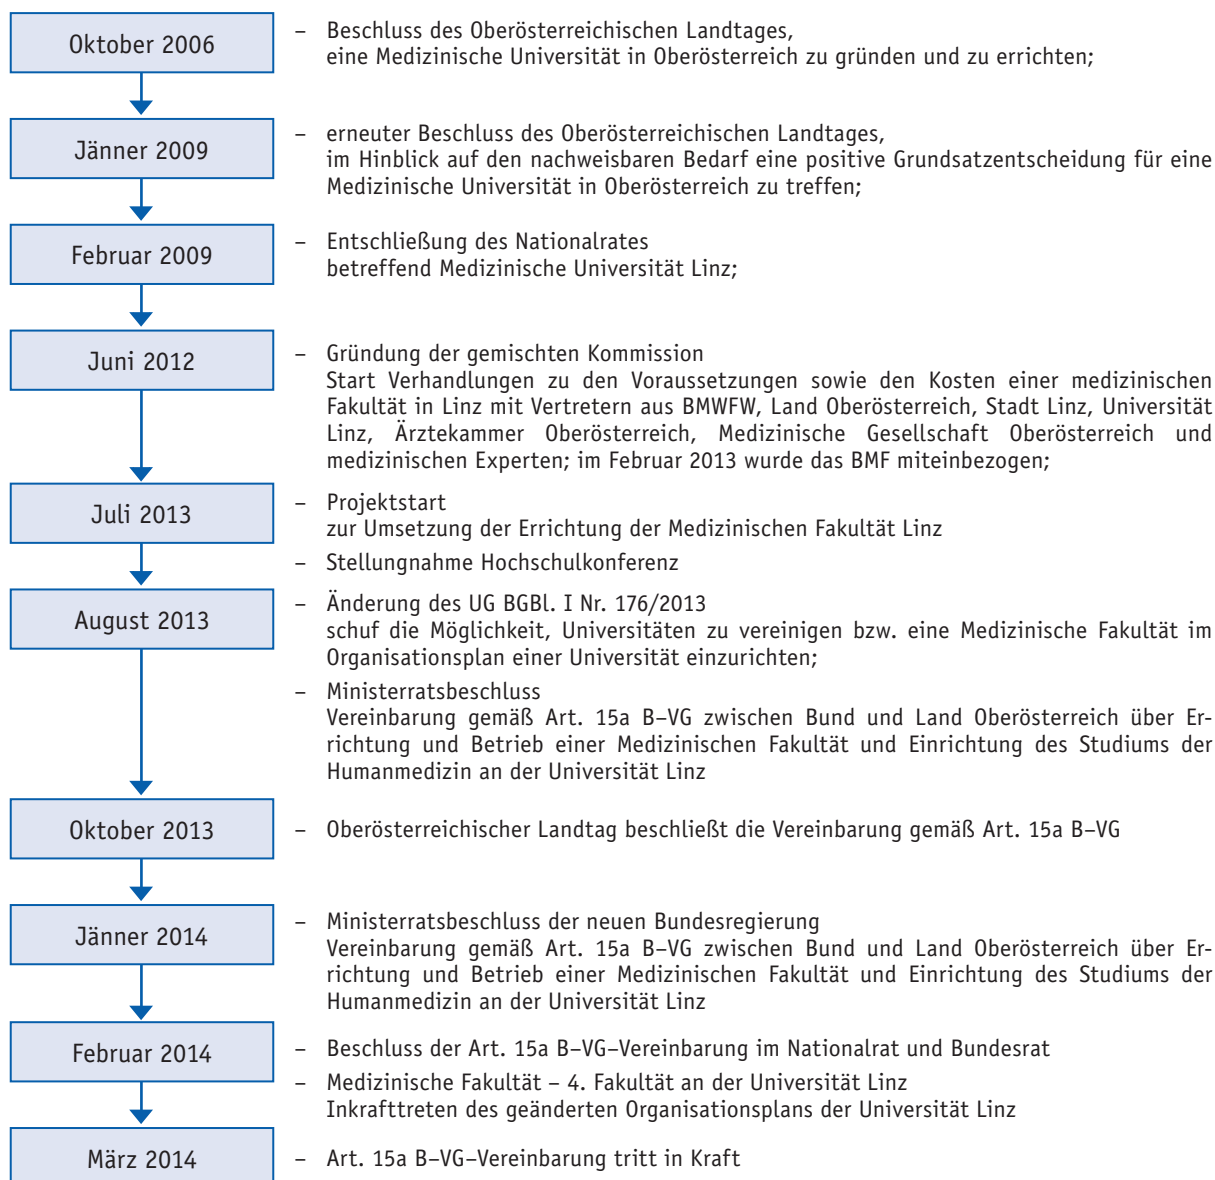 Oktober 2006
– Beschluss des Oberösterreichischen Landtages,
eine Medizinische Universität in Oberösterreich zu gründen und zu errichten;
Jänner 2009
– erneuter Beschluss des Oberösterreichischen Landtages,
im Hinblick auf den nachweisbaren Bedarf eine positive Grundsatzentscheidung für eine
Medizinische Universität in Oberösterreich zu treffen;
Februar 2009
– Entschließung des Nationalrates
betreffend Medizinische Universität Linz;
Juni 2012
– Gründung der gemischten Kommission
Start Verhandlungen zu den Voraussetzungen sowie den Kosten einer medizinischen
Fakultät in Linz mit Vertretern aus BMWFW, Land Oberösterreich, Stadt Linz, Universität
Linz, Ärztekammer Oberösterreich, Medizinische Gesellschaft Oberösterreich und
medizinischen Experten; im Februar 2013 wurde das BMF miteinbezogen;
Juli 2013
– Projektstart
zur Umsetzung der Errichtung der Medizinischen Fakultät Linz
– Stellungnahme Hochschulkonferenz
August 2013
– Änderung des UG BGBl. I Nr. 176/2013
schuf die Möglichkeit, Universitäten zu vereinigen bzw. eine Medizinische Fakultät im
Organisationsplan einer Universität einzurichten;
– Ministerratsbeschluss
Vereinbarung gemäß Art. 15a B–VG zwischen Bund und Land Oberösterreich über Er-
richtung und Betrieb einer Medizinischen Fakultät und Einrichtung des Studiums der
Humanmedizin an der Universität Linz
Oktober 2013
– Oberösterreichischer Landtag beschließt die Vereinbarung gemäß Art. 15a B–VG
Jänner 2014
– Ministerratsbeschluss der neuen Bundesregierung
Vereinbarung gemäß Art. 15a B–VG zwischen Bund und Land Oberösterreich über Er-
richtung und Betrieb einer Medizinischen Fakultät und Einrichtung des Studiums der
Humanmedizin an der Universität Linz
Februar 2014
– Beschluss der Art. 15a B–VG–Vereinbarung im Nationalrat und Bundesrat
– Medizinische Fakultät – 4. Fakultät an der Universität Linz
Inkrafttreten des geänderten Organisationsplans der Universität Linz
März 2014
– Art. 15a B–VG–Vereinbarung tritt in Kraft